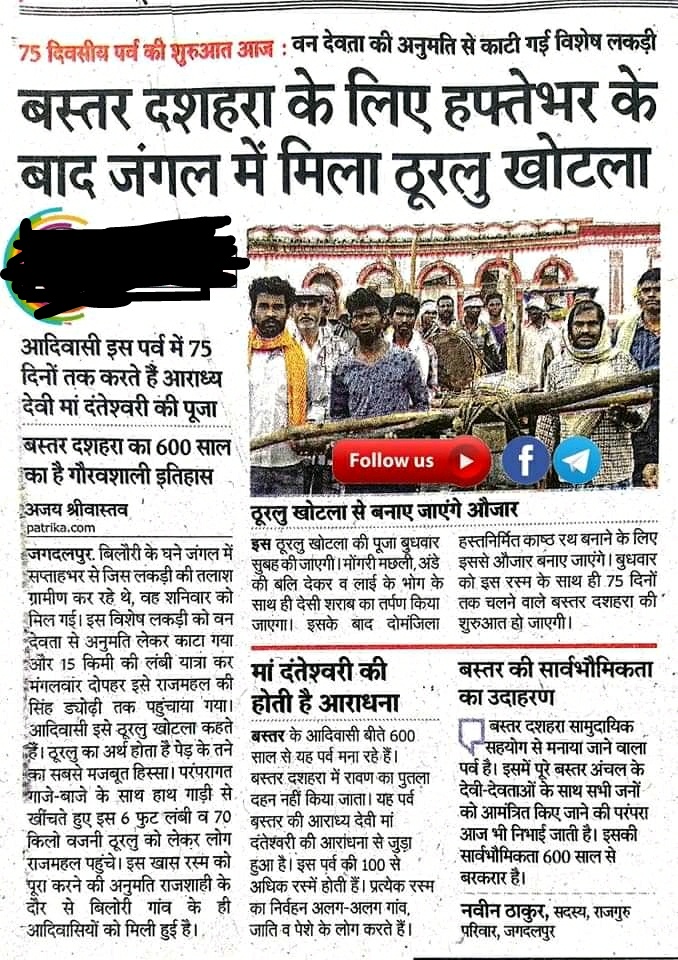 75 दिवसीय पर्व की शुरुआत आज : वन देवता की अनुमति से काटी गई विशेष लकड़ी
बस्तर दशहरा के लिए हफ्तेभर के
बाद जंगल में मिला ठूरलु खोटला
आदिवासी इस पर्व में 75
दिनों तक करते हैं आराध्य
देवी मां दंतेश्वरी की पूजा
बस्तर दशहरा का 600 साल
का है गौरवशाली इतिहास
अजय श्रीवास्तव
patrika.com
जगदलपुर. बिलौरी के घने जंगल में
सप्ताहभर से जिस लकड़ी की तलाश
ग्रामीण कर रहे थे, वह शनिवार को
मिल गई। इस विशेष लकड़ी को वन
देवता से अनुमति लेकर काटा गया
और 15 किमी की लंबी यात्रा कर
मंगलवार दोपहर इसे राजमहल की
सिंह ड्योढ़ी तक पहुंचाया गया।
आदिवासी इसे ठूरलु खोटला कहते
हैं। ठूरलु का अर्थ होता है पेड़ के तने
का सबसे मजबूत हिस्सा। परंपरागत
गाजे-बाजे के साथ हाथ गाड़ी से
खींचते हुए इस 6 फुट लंबी व 70
किलो वजनी ठूरलु को लेकर लोग
राजमहल पहुंचे। इस खास रस्म को
पूरा करने की अनुमति राजशाही के
दौर से बिलोरी गांव के ही
आदिवासियों को मिली हुई है।
Follow us
ठूरलु खोटला से बनाए जाएंगे औजार
इस ठूरलु खोटला की पूजा बुधवार
सुबह की जाएंगी। मोंगरी मछली, अंडे
की बलि देकर व लाई के भोग के
साथ ही देसी शराब का तर्पण किया
जाएगा। इसके बाद दोमंजिला
हस्तनिर्मित काष्ठ रथ बनाने के लिए
इससे औजार बनाए जाएंगे। बुधवार
को इस रस्म के साथ ही 75 दिनों
तक चलने वाले बस्तर दशहरा की
शुरुआत हो जाएगी।
मां दंतेश्वरी की
होती है आराधना
बस्तर के आदिवासी बीते 600
साल से यह पर्व मना रहे हैं।
बस्तर दशहरा में रावण का पुतला
दहन नहीं किया जाता। यह पर्व
बस्तर की आराध्य देवी मां
दंतेश्वरी की आराधना से जुड़ा
हुआ है। इस पर्व की 100 से
अधिक रस्में होती हैं। प्रत्येक रस्म
का निर्वहन अलग-अलग गांव,
जाति व पेशे के लोग करते हैं।
बस्तर की सार्वभौमिकता
का उदाहरण
बस्तर दशहरा सामुदायिक
सहयोग से मनाया जाने वाला
पर्व है। इसमें पूरे बस्तर अंचल के
देवी-देवताओं के साथ सभी जनों
को आमंत्रित किए जाने की परंपरा
आज भी निभाई जाती है। इसकी
सार्वभौमिकता 600 साल से
बरकरार है।
नवीन ठाकुर, सदस्य, राजगुरु
परिवार, जगदलपुर